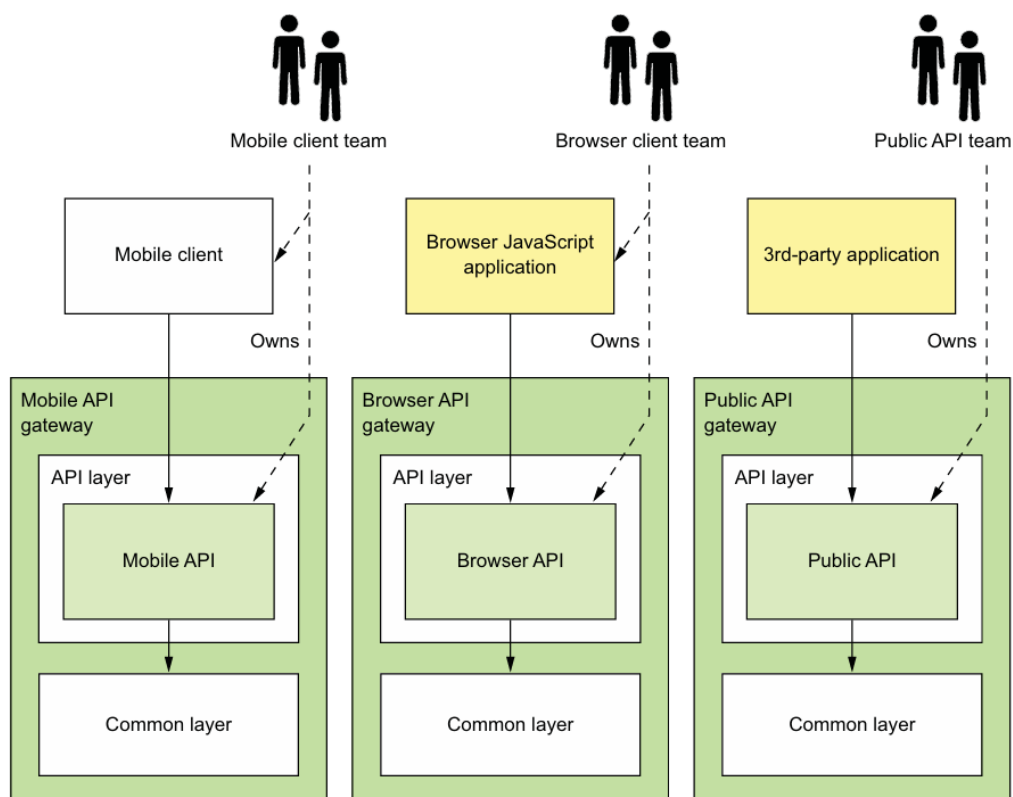 Mobile client team
Browser client team
Public API team
Mobile client
Browser JavaScript
application
3rd-party application
Owns
Owns
Owns
Mobile API
gateway
Browser API
gateway
Public API
gateway
API layer
API layer
API layer
Mobile API
Browser API
Public API
Common layer
Common layer
Common layer